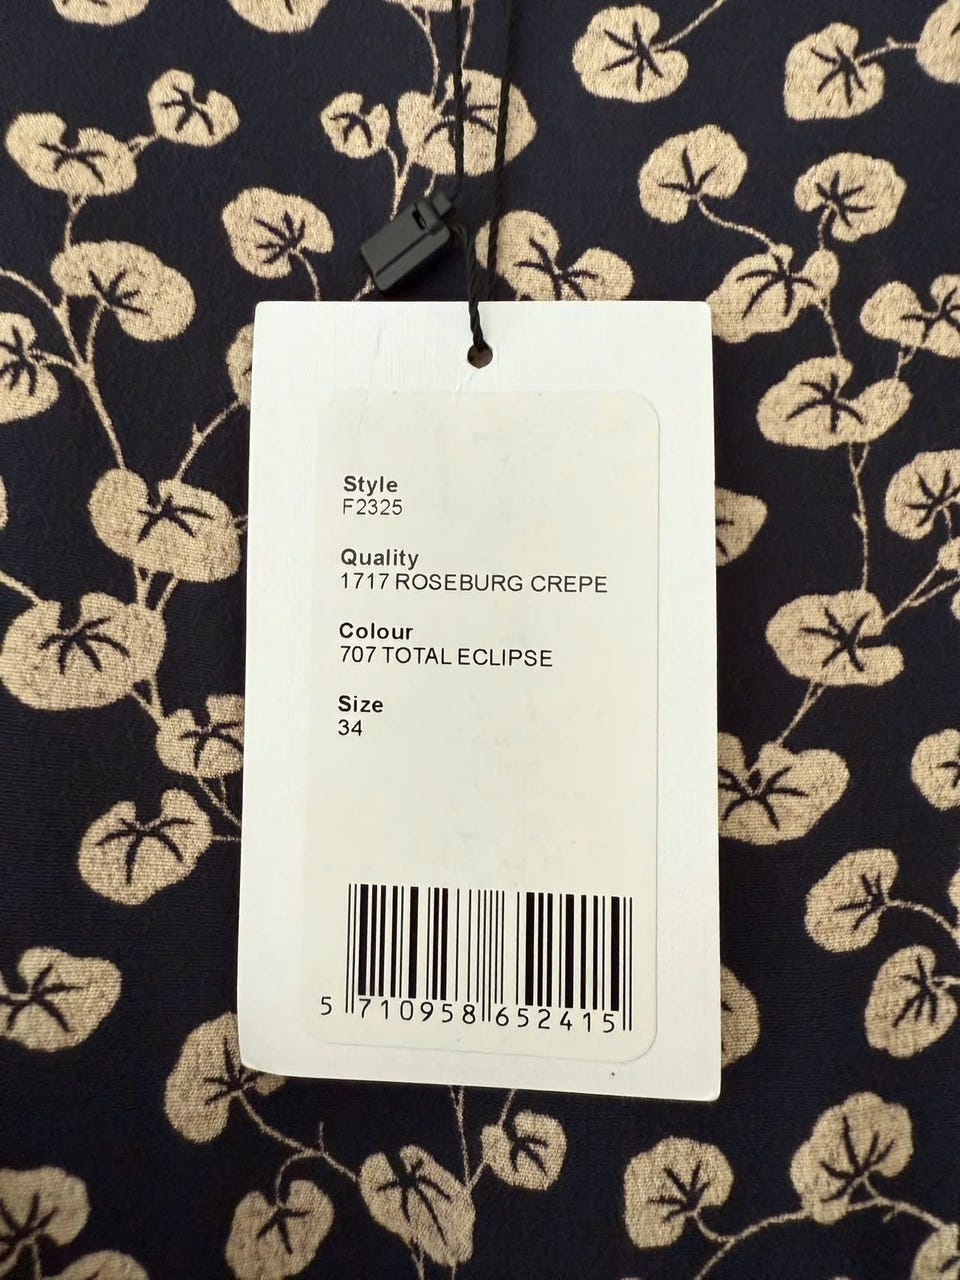 Style
F2325
Quality
1717 ROSEBURG CREPE
Colour
707 TOTAL ECLIPSE
Size
34
5 710958 652415